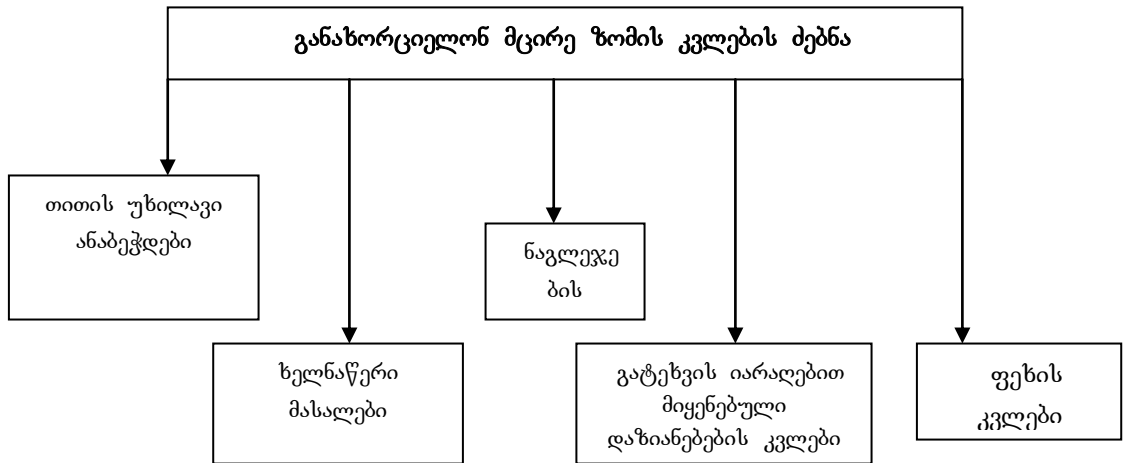 განახორციელონ მცირე ზომის კვლების ძებნა
თითის უხილავი
ანაბეჭდები
ნაგლეჯე
ბის
ხელნაწერი
მასალები
გატეხვის იარაღებით
მიყენებული
დაზიანებების კვლები
ფეხის
კვლები